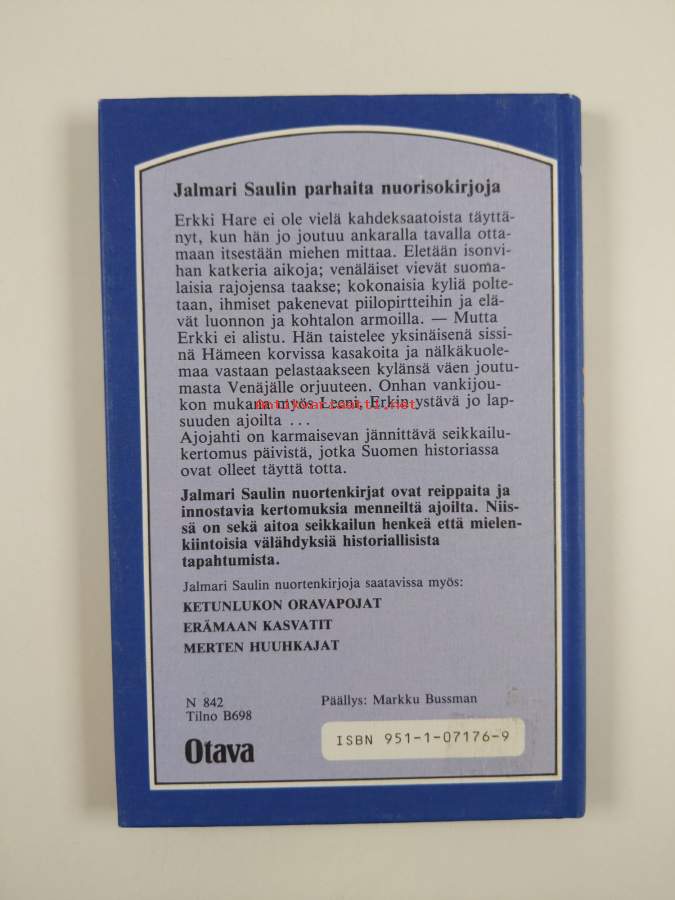 Jalmari Saulin parhaita nuorisokirjoja
Erkki Hare ei ole vielä kahdeksaatoista täyttä-
nyt, kun hän jo joutuu ankaralla tavalla otta-
maan itsestään miehen mittaa. Eletään isonvi-
han katkeria aikoja; venäläiset vievät suoma-
laisia rajojensa taakse; kokonaisia kyliä polte-
taan, ihmiset pakenevat piilopirtteihin ja elä-
vät luonnon ja kohtalon armoilla. — Mutta
Erkki ei alistu. Hän taistelee yksinäisenä sissi-
nä Hämeen korvissa kasakoita ja nälkäkuole-
maa vastaan pelastaakseen kylänsä väen joutu-
masta Venäjälle orjuuteen. Onhan vankijou-
kon mukana myös Leeni, Erkin ystävä jo lap-
antikvariaatti.net
suuden ajoilta ...
Ajojahti on karmaisevan jännittävä seikkailu-
kertomus päivistä, jotka Suomen historiassa
ovat olleet täyttä totta.
Jalmari Saulin nuortenkirjat ovat reippaita ja
innostavia kertomuksia menneiltä ajoilta. Niis-
sä on sekä aitoa seikkailun henkeä että mielen-
kiintoisia välähdyksiä historiallisista
tapahtumista.
Jalmari Saulin nuortenkirjoja saatavissa myös:
KETUNLUKON ORAVAPOJAT
ERÄMAAN KASVATIT
MERTEN HUUHKAJAT
N 842
Tilno B698
Päällys: Markku Bussman
Otava
ISBN 951-1-07176-9